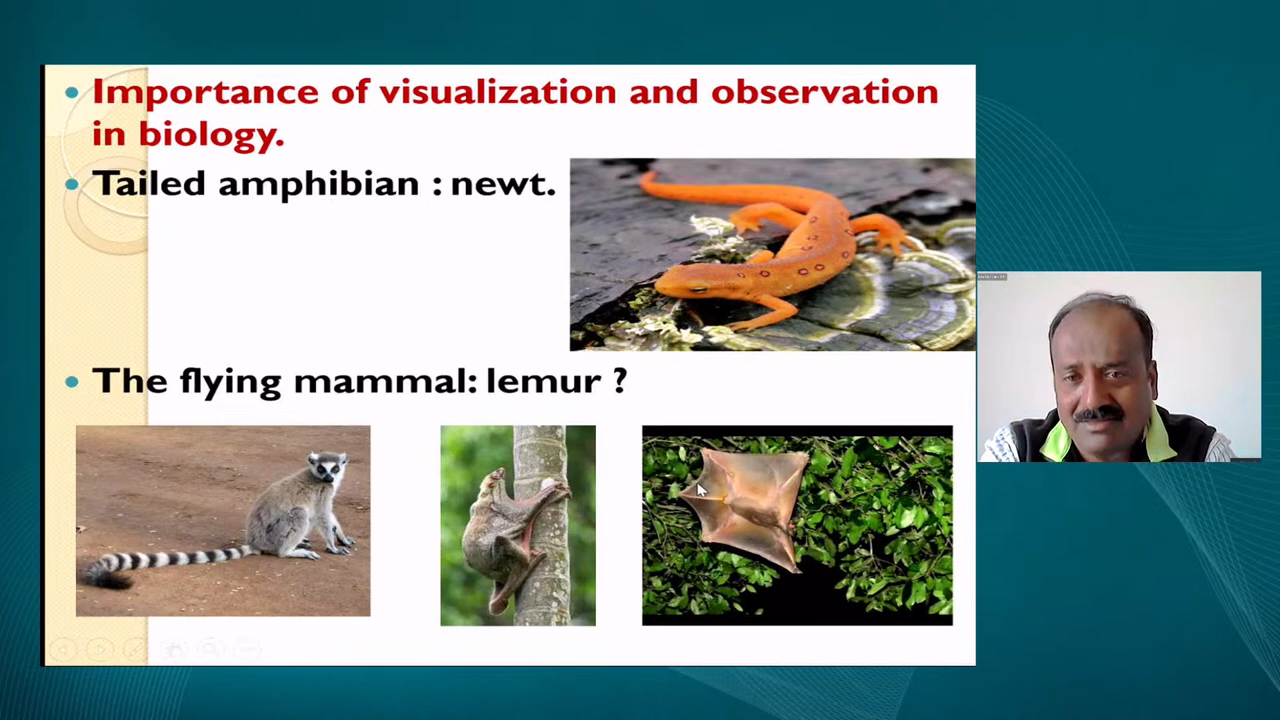 Importance of visualization and observation
in biology.
Tailed amphibian : newt.
The flying mammal: lemur ?